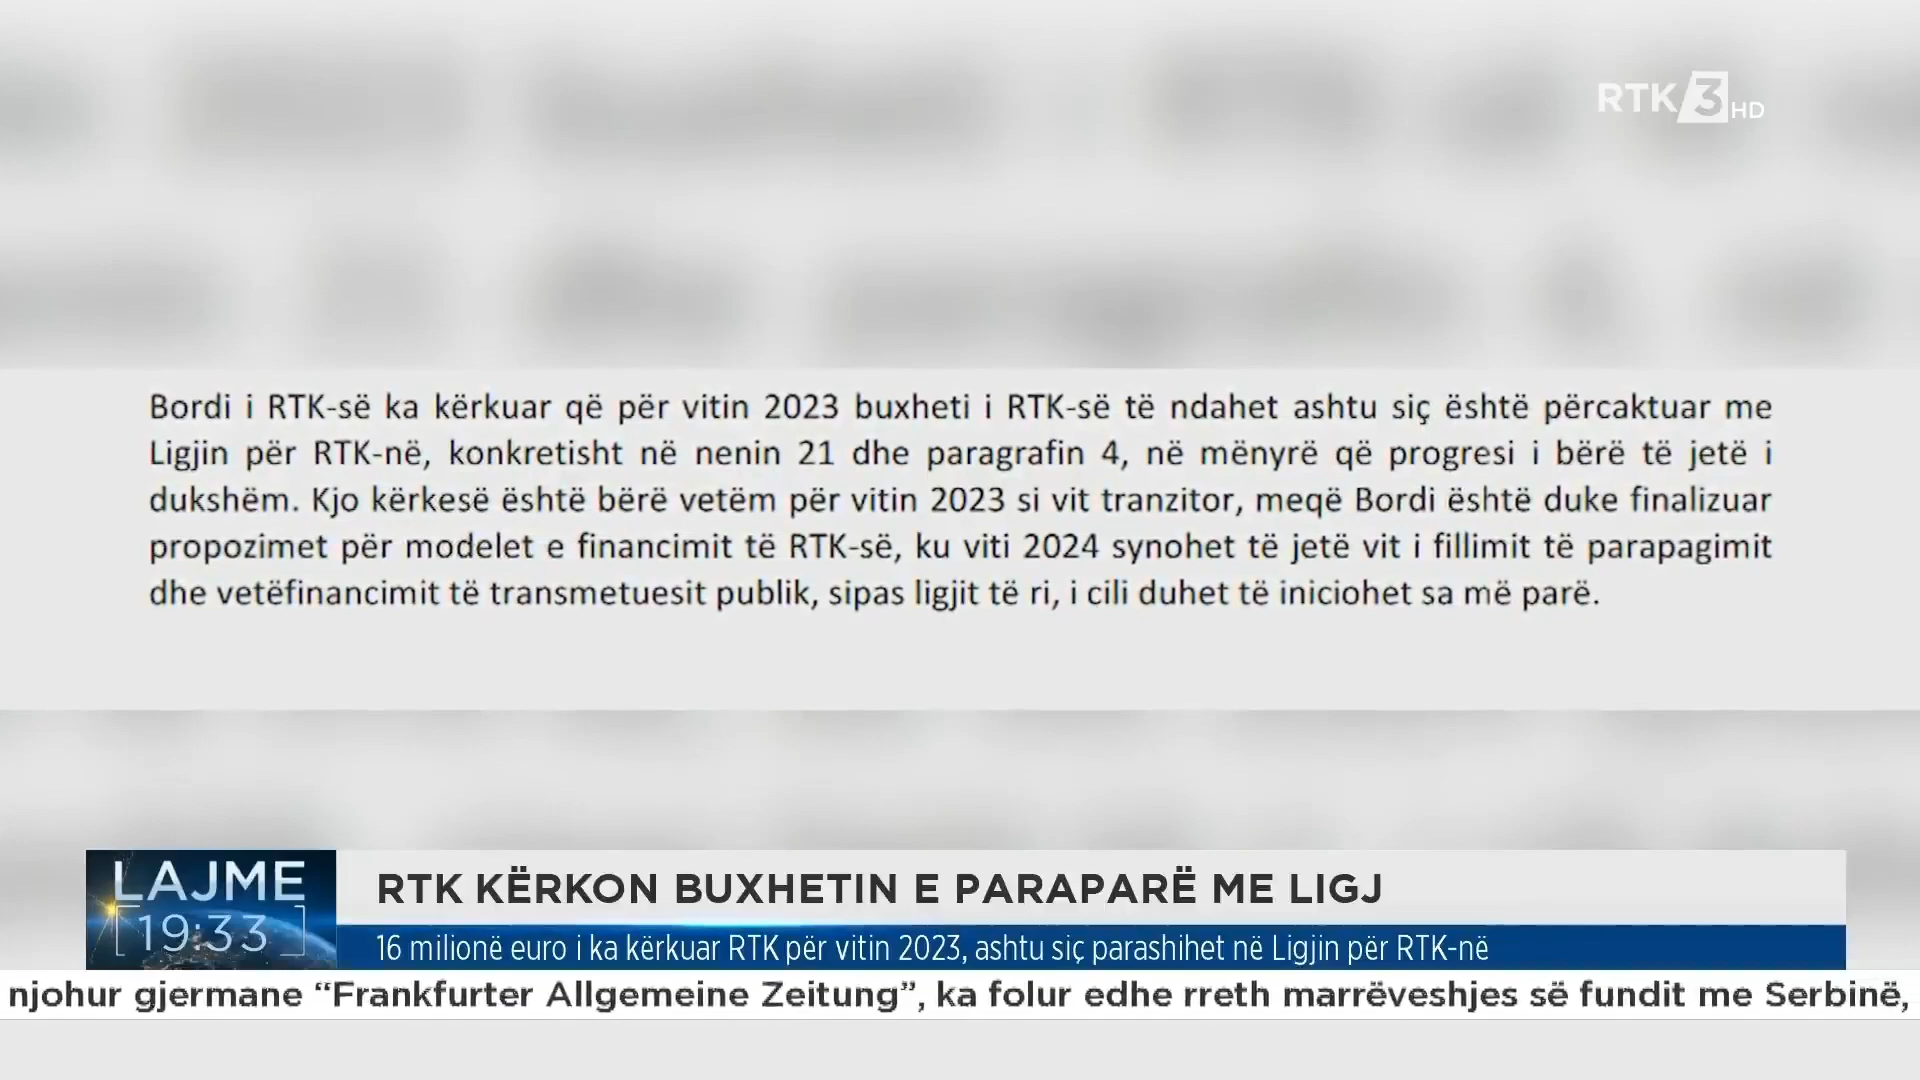 RTK 3 HD
Bordi i RTK-së ka kërkuar që për vitin 2023 buxheti i RTK-së të ndahet ashtu siç është përcaktuar me
Ligjin për RTK-në, konkretisht në nenin 21 dhe paragrafin 4, në mënyrë që progresi i bërë të jetë i
dukshëm. Kjo kërkesë është bërë vetëm për vitin 2023 si vit tranzitor, meqë Bordi është duke finalizuar
propozimet për modelet e financimit të RTK-së, ku viti 2024 synohet të jetë vit i fillimit të parapagimit
dhe vetëfinancimit të transmetuesit publik, sipas ligjit të ri, i cili duhet të iniciohet sa më parë.
LAJME
19:33
RTK KËRKON BUXHETIN E PARAPARË ME LIGJ
16 milionë euro i ka kërkuar RTK për vitin 2023, ashtu siç parashihet në Ligjin për RTK-në
njohur gjermane “Frankfurter Allgemeine Zeitung”, ka folur edhe rreth marrëveshjes së fundit me Serbinë,